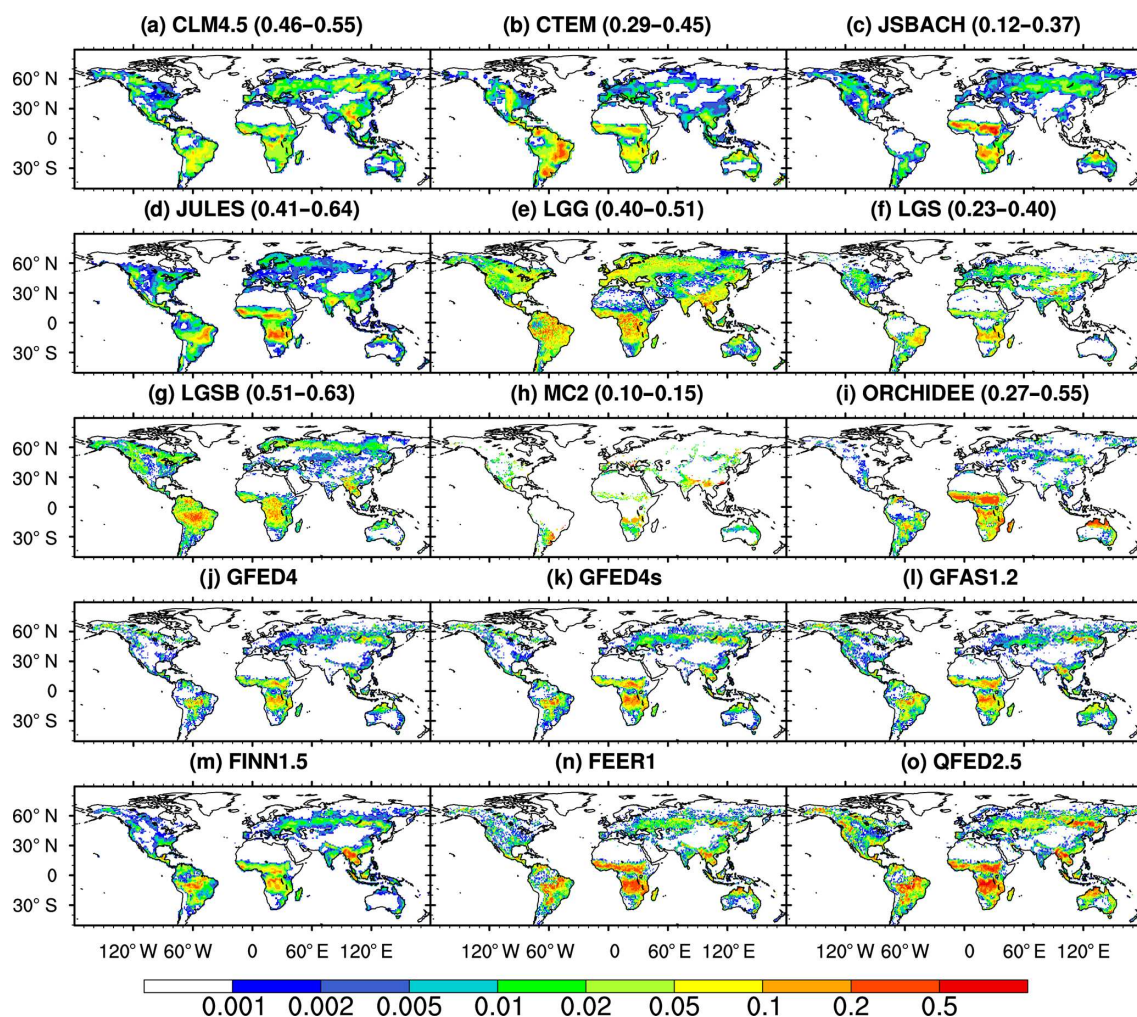 (a) CLM4.5 (0.46−0.55) (b) CTEM (0.29−0.45) (c) JSBACH (0.12−0.37)
60° N
30° N
0
30° S
(d) JULES (0.41−0.64) (e) LGG (0.40−0.51) (f) LGS (0.23−0.40)
60° N
30° N
0
30° S
(g) LGSB (0.51−0.63) (h) MC2 (0.10−0.15) (i) ORCHIDEE (0.27−0.55)
60° N
30° N
0
30° S
(j) GFED4 (k) GFED4s (l) GFAS1.2
60° N
30° N
0
30° S
(m) FINN1.5 (n) FEER1 (o) QFED2.5
60° N
30° N
0
30° S
120° W 60° W 0 60° E 120° E 120° W 60° W 0 60° E 120° E 120° W 60° W 0 60° E 120° E
0.001 0.002 0.005 0.01 0.02 0.05 0.1 0.2 0.5